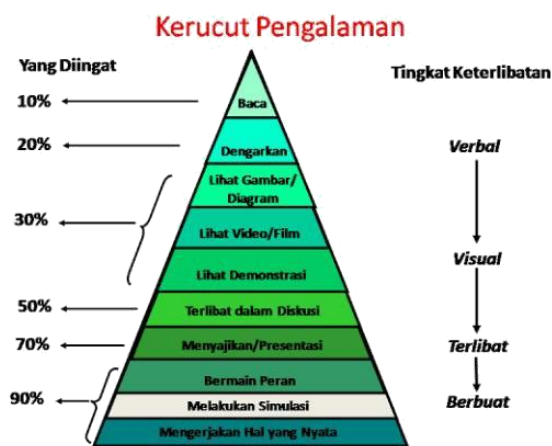 Kerucut Pengalaman
Yang Diingat
Tingkat Keterlibatan
10%
Baca
20%
Dengarkan
Verbal
Lihat Gambar/
Diagram
30%
Lihat Video/Film
Visual
Lihat Demonstrasi
50%
Terlibat dalam Diskusi
70%
Menyajikan/Presentasi
Terlibat
Bermain Peran
90%
Melakukan Simulasi
Berbuat
Mengerjakan Hal yang Nyata